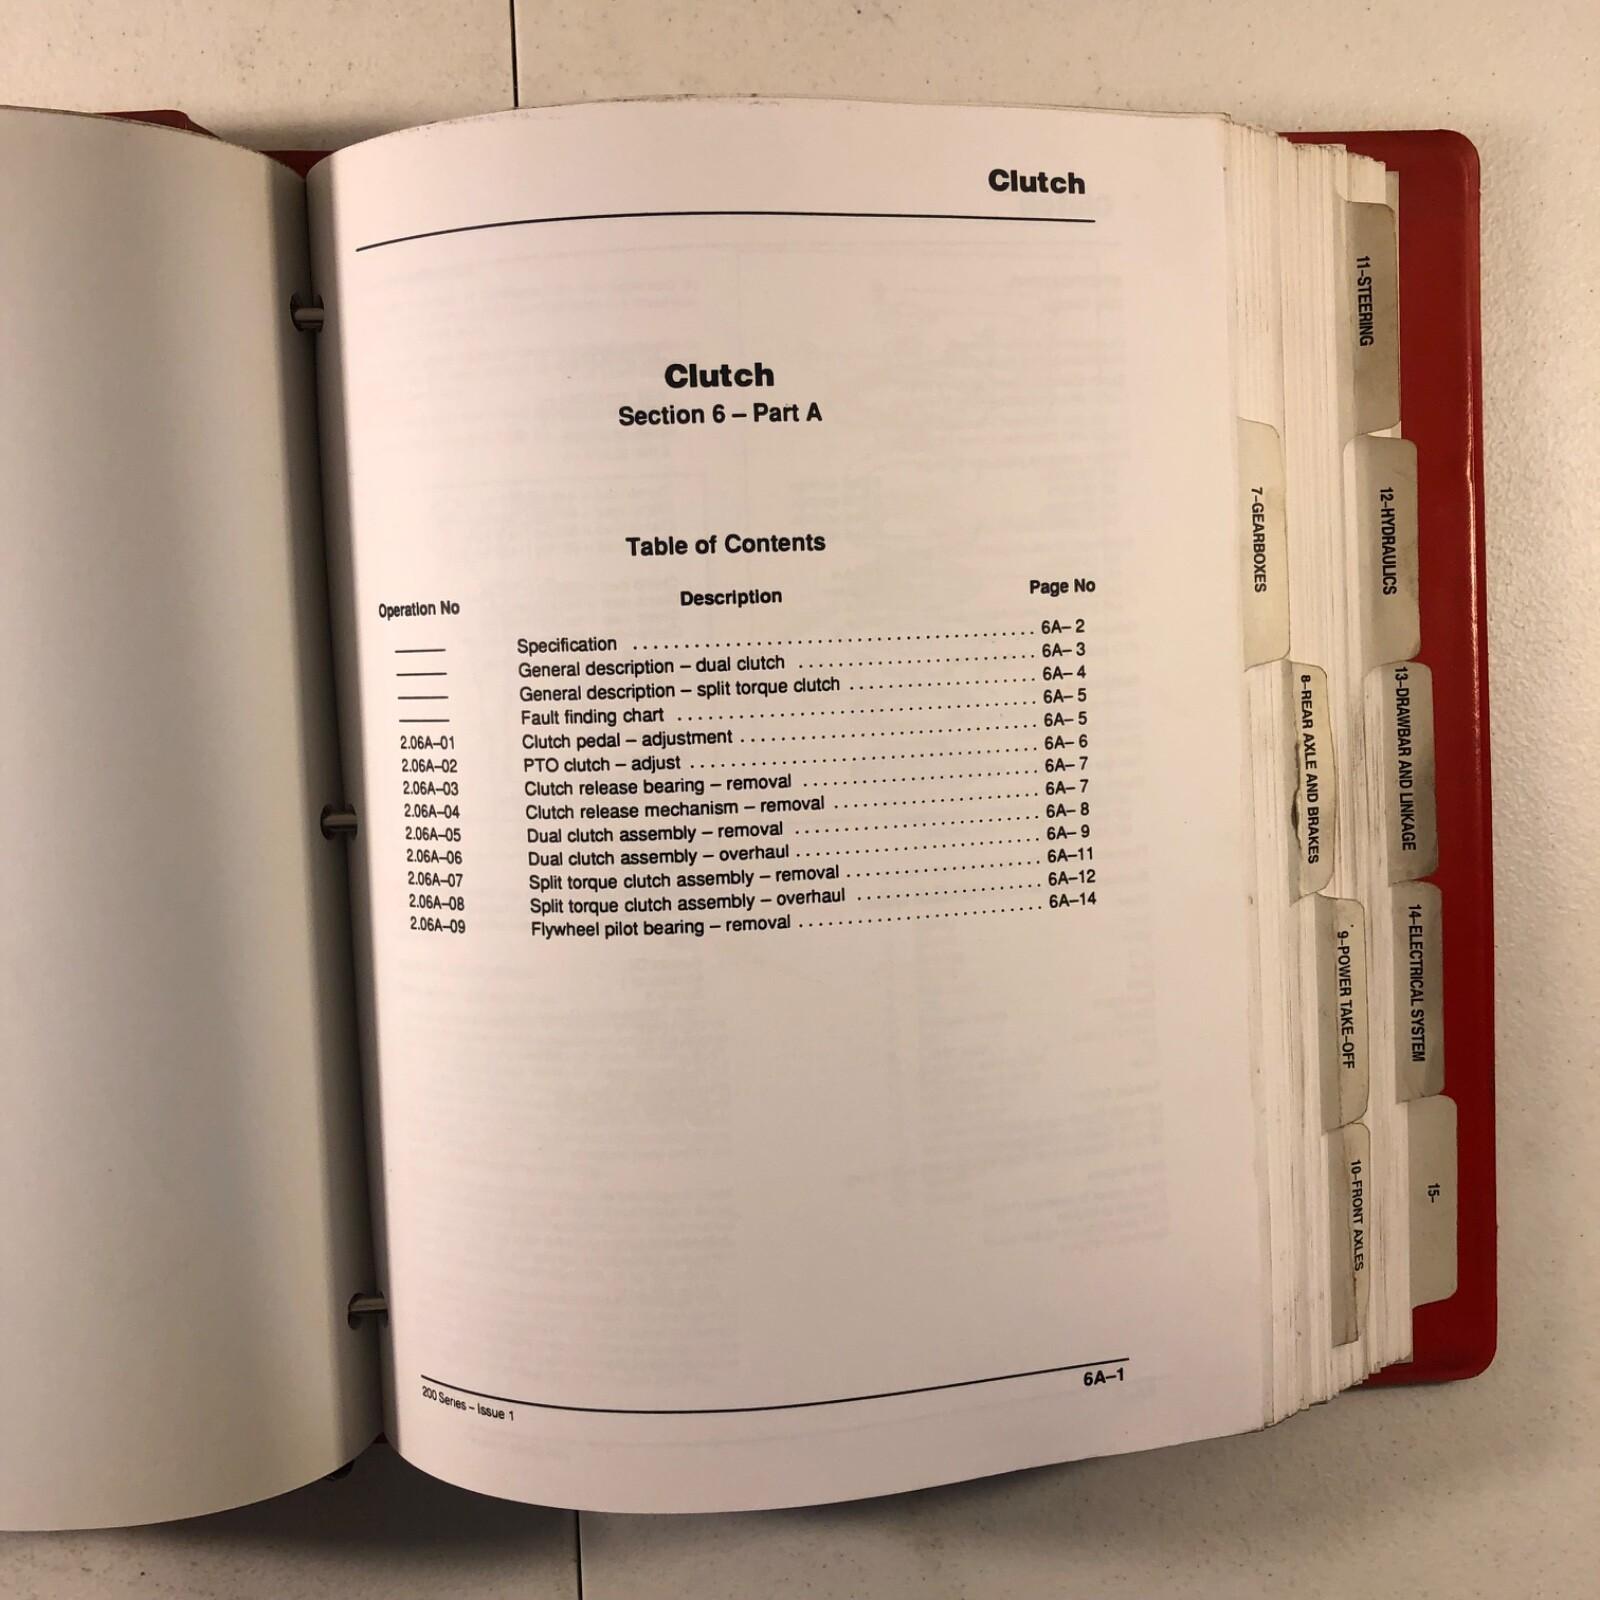 Clutch
Clutch
Section 6 – Part A
Table of Contents
Operation No Description Page No
Specification .......... 6A– 2
General description – dual clutch .......... 6A– 3
General description – split torque clutch .......... 6A– 4
Fault finding chart .......... 6A– 5
2.06A–01 Clutch pedal – adjustment .......... 6A– 5
2.06A–02 PTO clutch – adjust .......... 6A– 6
2.06A–03 Clutch release bearing – removal .......... 6A– 7
2.06A–04 Clutch release mechanism – removal .......... 6A– 7
2.06A–05 Dual clutch assembly – removal .......... 6A– 8
2.06A–06 Dual clutch assembly – overhaul .......... 6A– 9
2.06A–07 Split torque clutch assembly – removal .......... 6A–11
2.06A–08 Split torque clutch assembly – overhaul .......... 6A–12
2.06A–09 Flywheel pilot bearing – removal .......... 6A–14
200 Series – Issue 1
6A–1
7–GEARBOXES
8–REAR AXLE AND BRAKES
9–POWER TAKE–OFF
10–FRONT AXLES
11–STEERING
12–HYDRAULICS
13–DRAWBAR AND LINKAGE
14–ELECTRICAL SYSTEM
15–